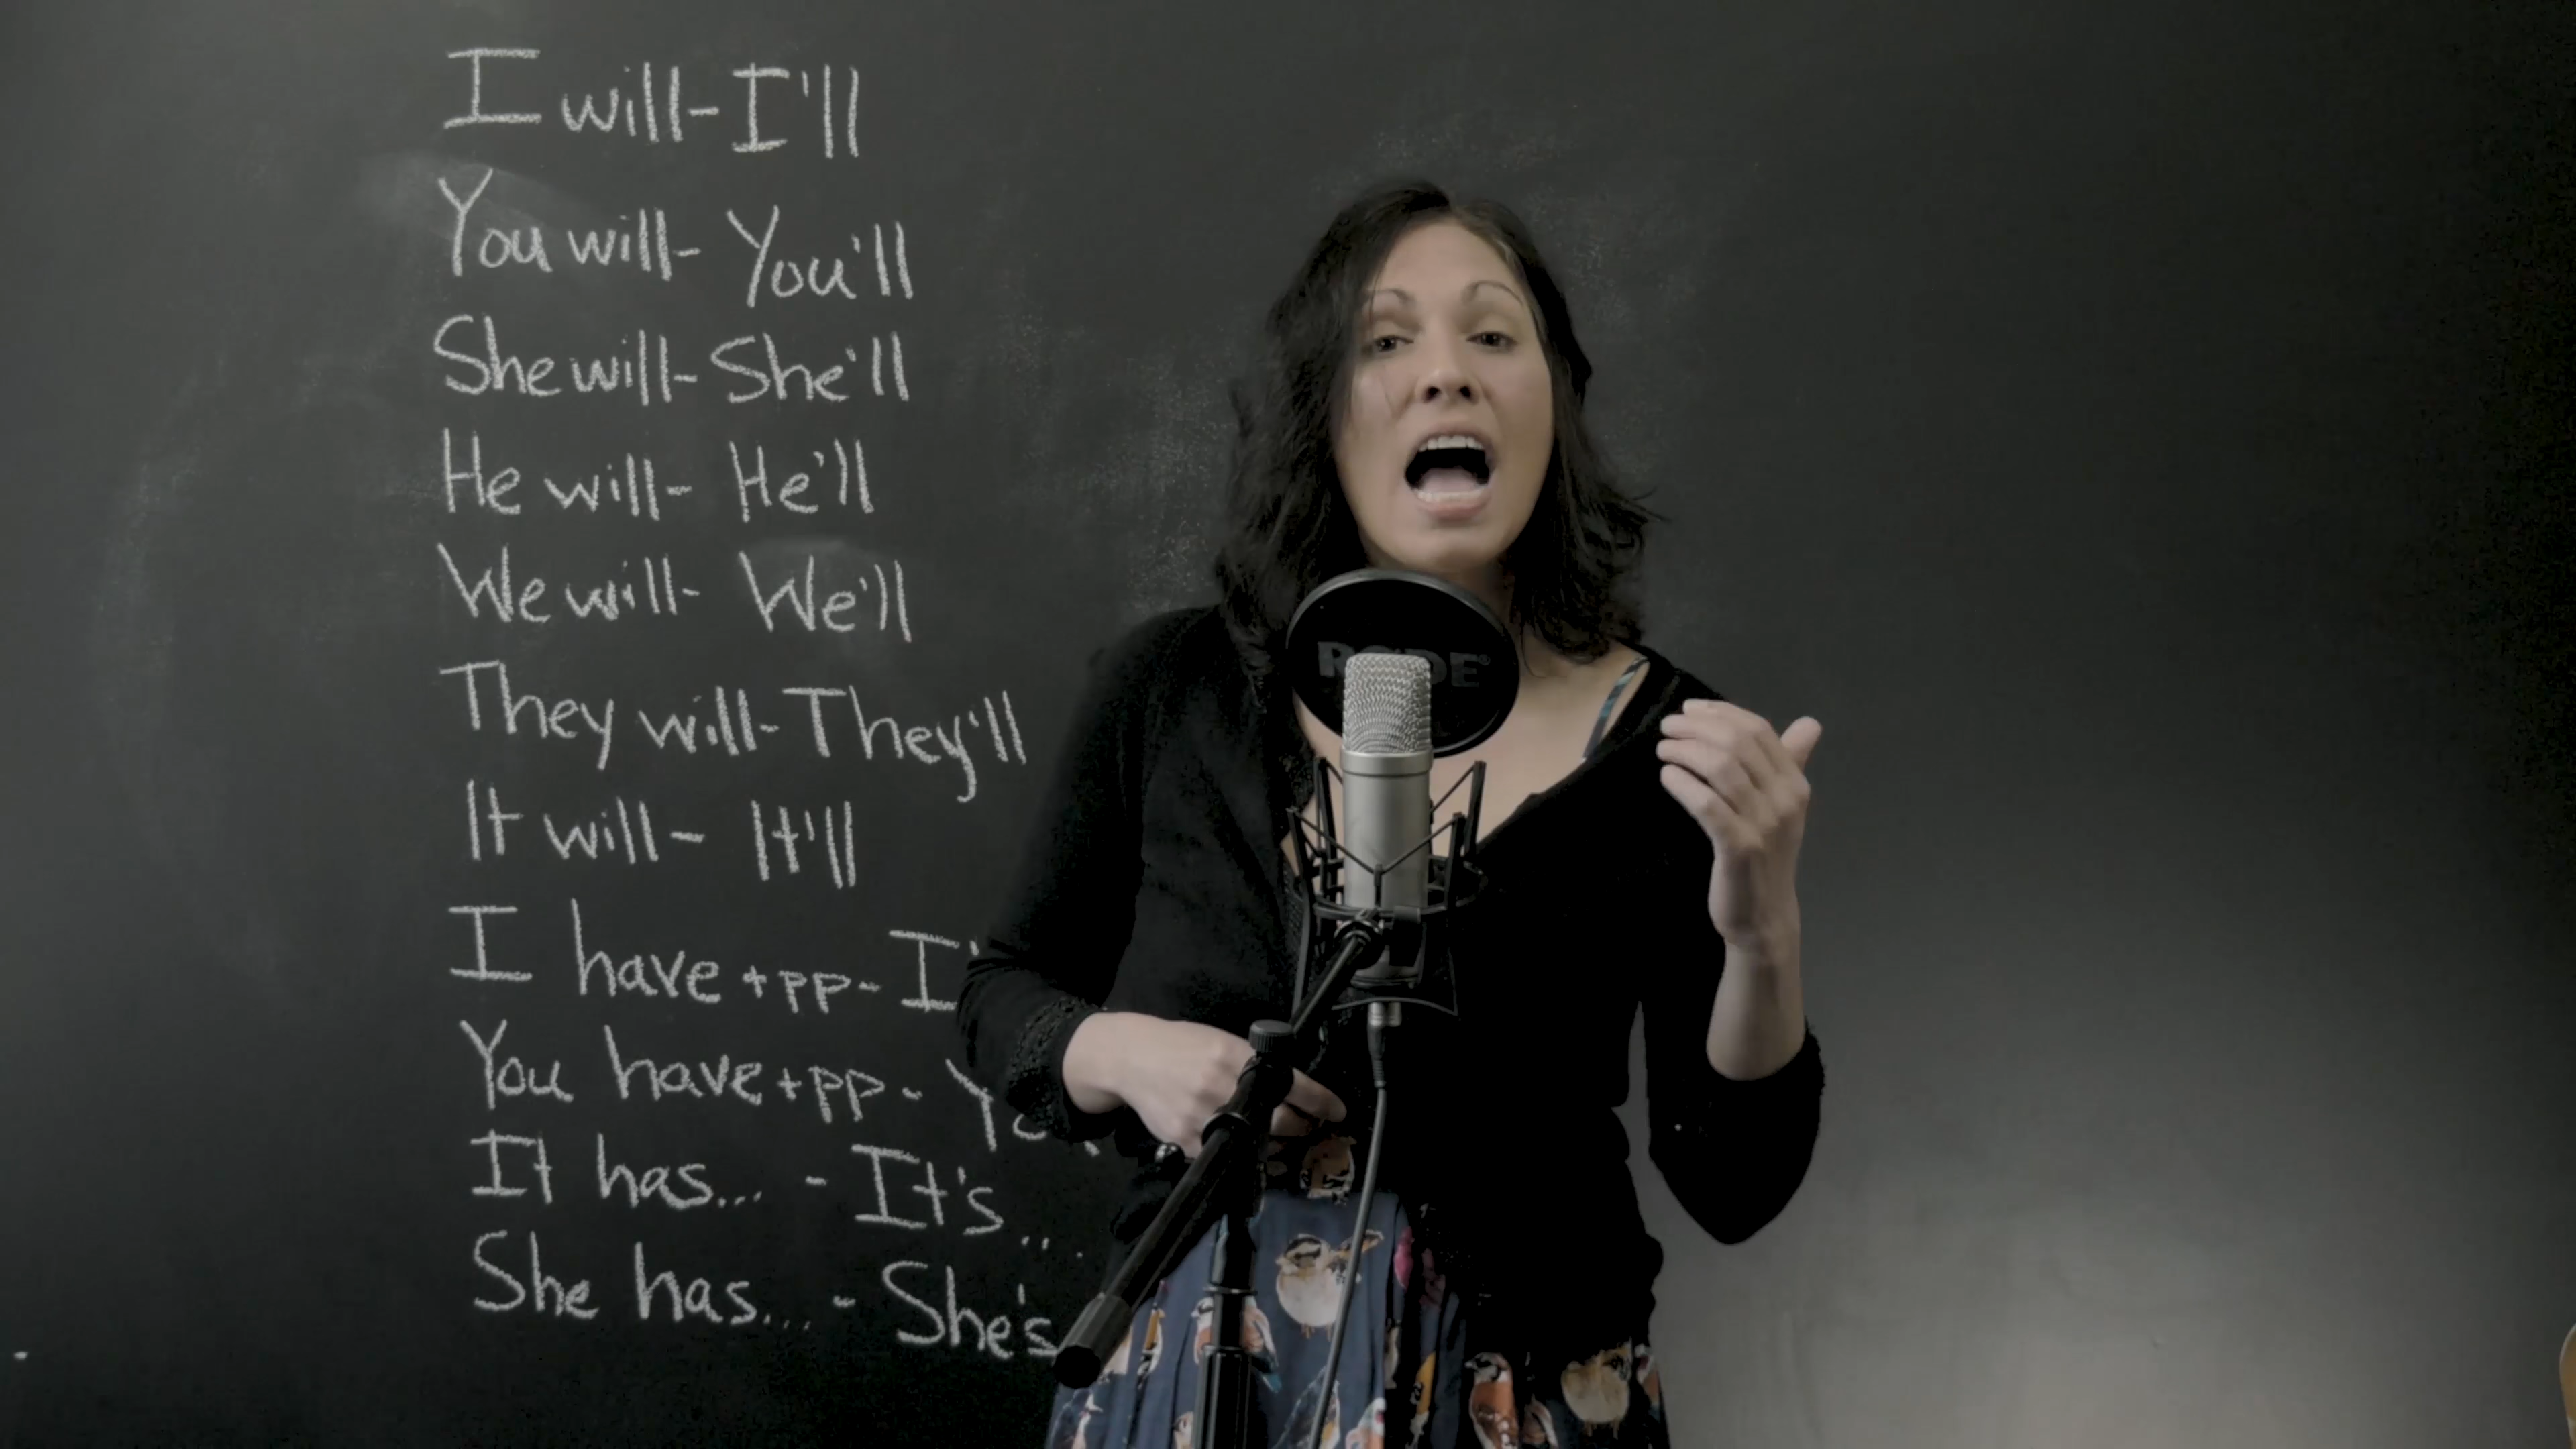 I will - I'll
You will - You'll
She will - She'll
He will - He'll
We will - We'll
They will - They'll
It will - It'll
I have + pp - I'
You have + pp -
It has... - It's...
She has... - She's
RODE